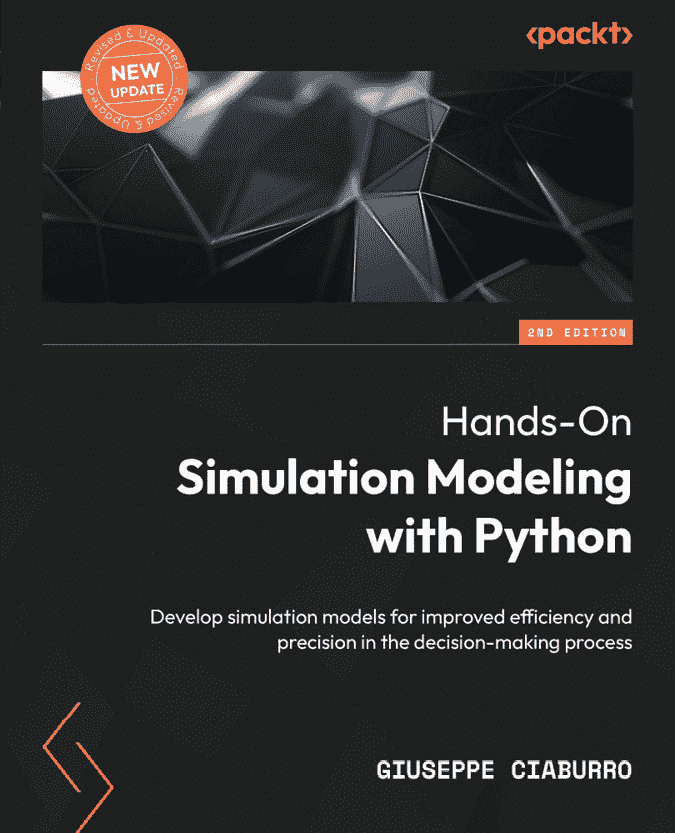 <packt>
Revised & Updated
NEW
UPDATE
Revised & Updated
2ND EDITION
Hands-On
Simulation Modeling
with Python
Develop simulation models for improved efficiency and
precision in the decision-making process
GIUSEPPE CIABURRO